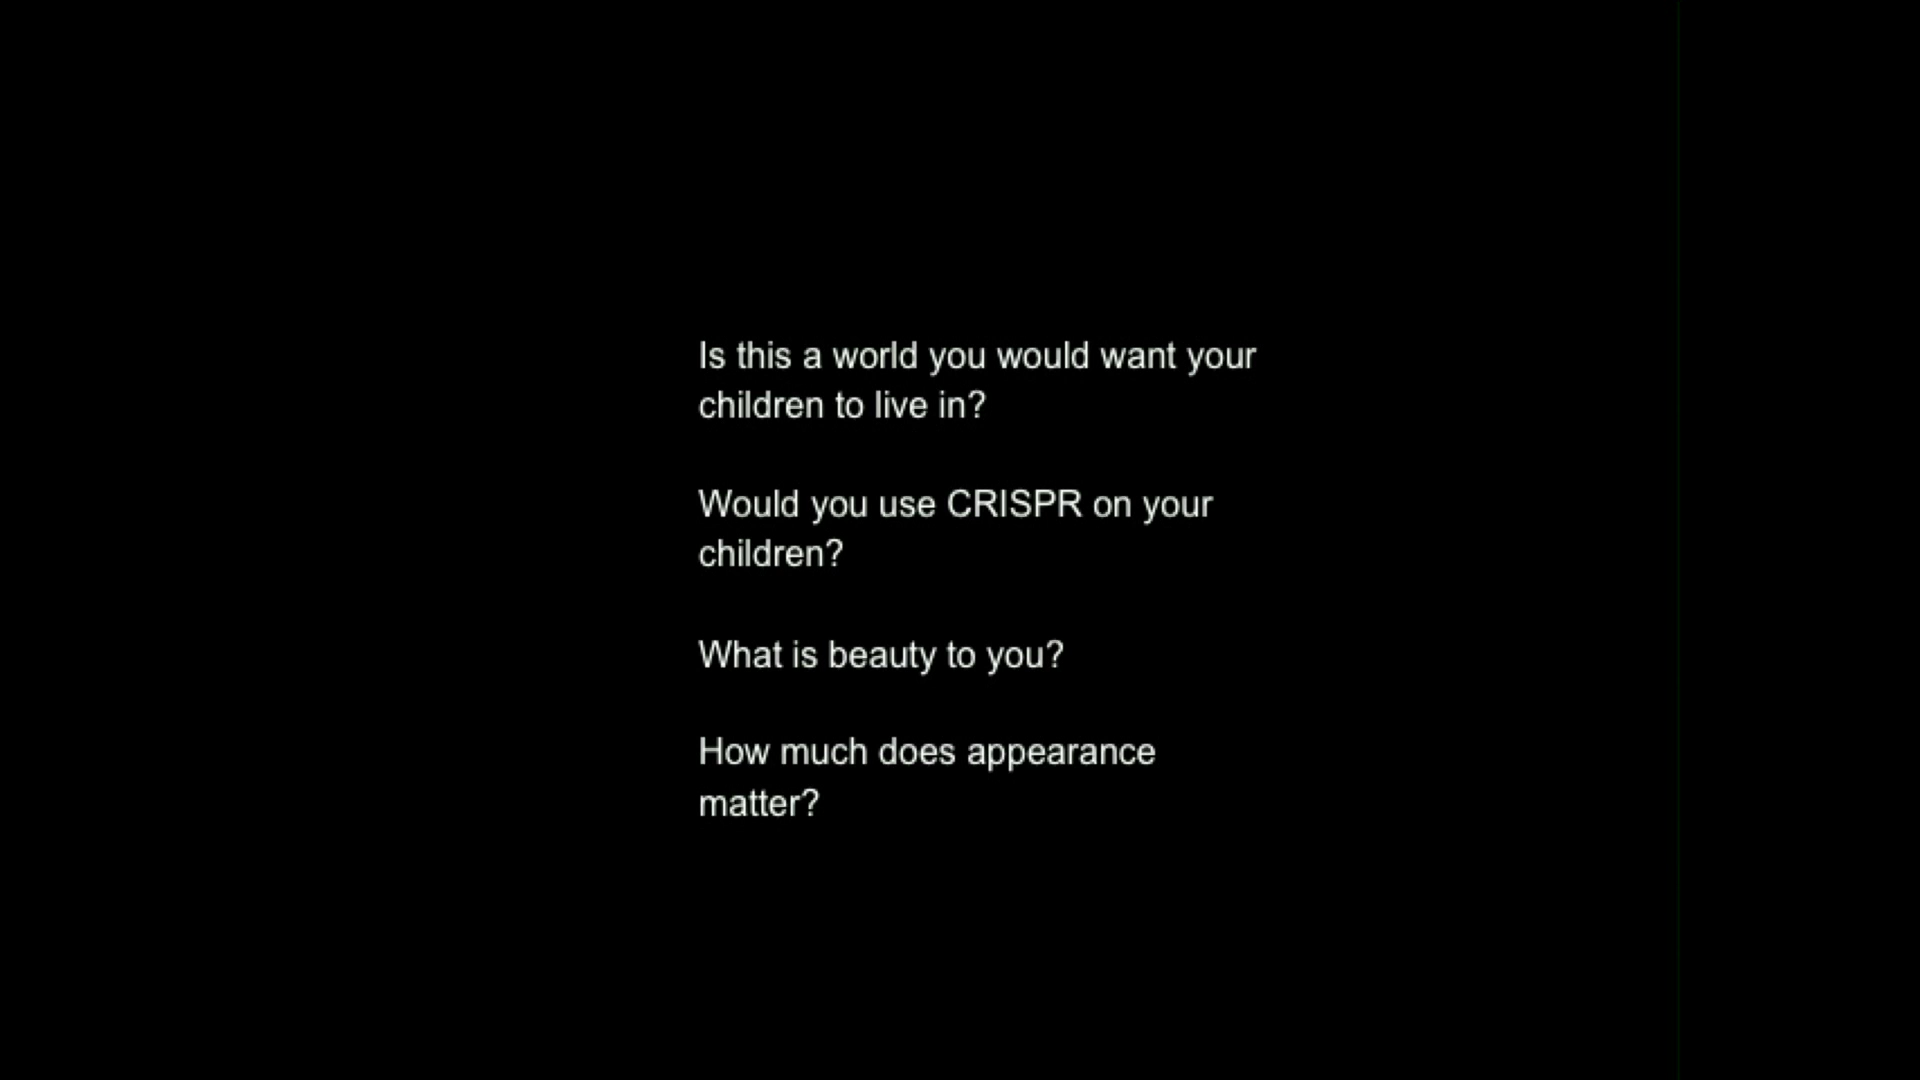 Is this a world you would want your
children to live in?
Would you use CRISPR on your
children?
What is beauty to you?
How much does appearance
matter?